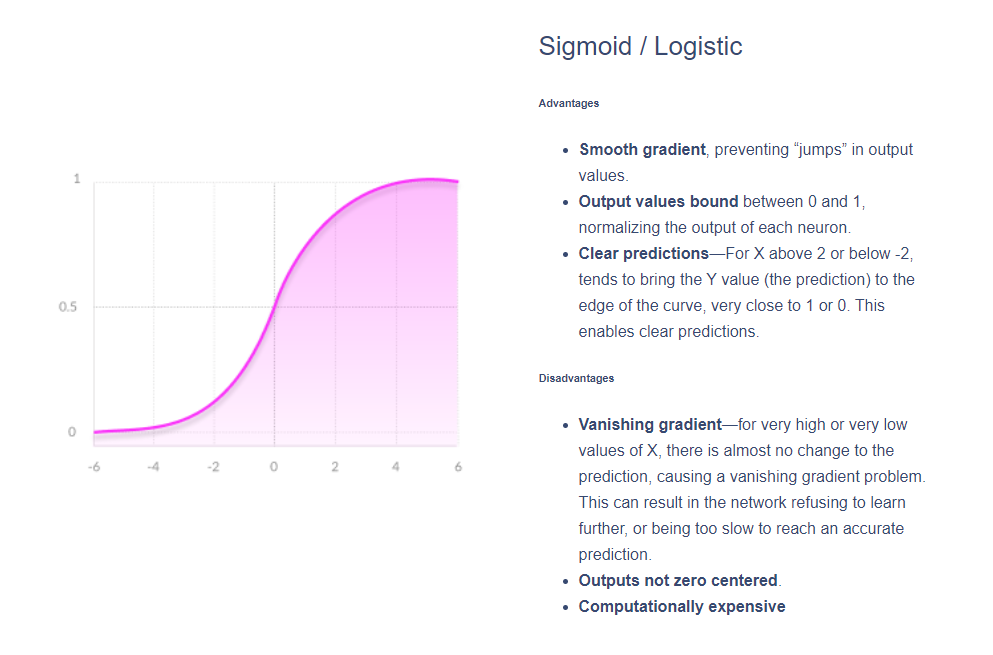 Sigmoid / Logistic
Advantages
• Smooth gradient, preventing “jumps” in output
values.
• Output values bound between 0 and 1,
normalizing the output of each neuron.
• Clear predictions—For X above 2 or below -2,
tends to bring the Y value (the prediction) to the
edge of the curve, very close to 1 or 0. This
enables clear predictions.
Disadvantages
• Vanishing gradient—for very high or very low
values of X, there is almost no change to the
prediction, causing a vanishing gradient problem.
This can result in the network refusing to learn
further, or being too slow to reach an accurate
prediction.
• Outputs not zero centered.
• Computationally expensive
1
0.5
0
-6 -4 -2 0 2 4 6